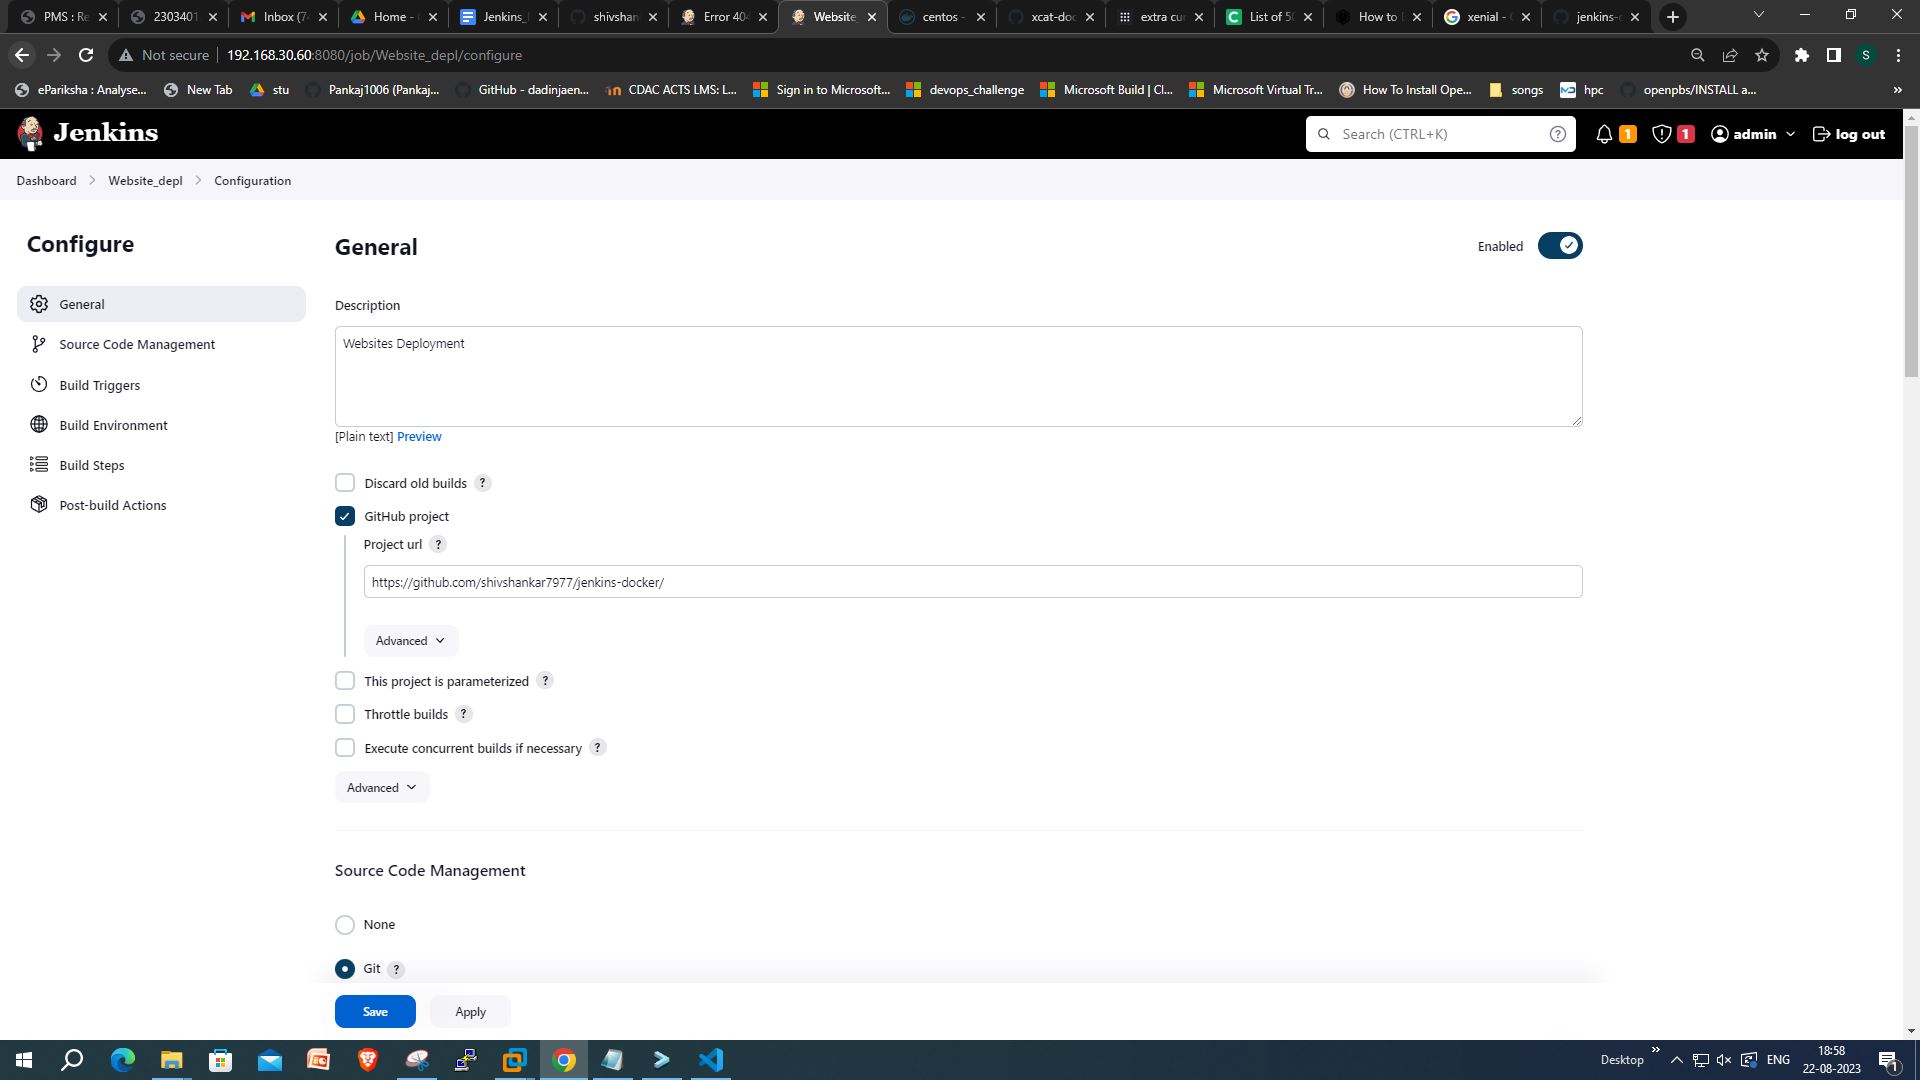 PMS : Re
2303401
Inbox (74
Home - G
Jenkins_D
shivshan
Error 404
Website_
centos -
xcat-doc
extra cur
List of 50
How to
xenial - G
jenkins-d
Not secure
192.168.30.60:8080/job/Website_depl/configure
S
ePariksha : Analyse...
New Tab
stu
Pankaj1006 (Pankaj...
GitHub - dadinjaen...
CDAC ACTS LMS: L...
Sign in to Microsoft...
devops_challenge
Microsoft Build | Cl...
Microsoft Virtual Tr...
How To Install Ope...
songs
hpc
openpbs/INSTALL a...
»
Jenkins
Search (CTRL+K)
?
1
1
admin
log out
Dashboard > Website_depl > Configuration
Configure
General
Source Code Management
Build Triggers
Build Environment
Build Steps
Post-build Actions
General
Enabled
Description
Websites Deployment
[Plain text] Preview
Discard old builds ?
GitHub project
Project url ?
https://github.com/shivshankar7977/jenkins-docker/
Advanced
This project is parameterized ?
Throttle builds ?
Execute concurrent builds if necessary ?
Advanced
Source Code Management
None
Git ?
Save
Apply
Desktop
»
ENG
18:58
22-08-2023
1